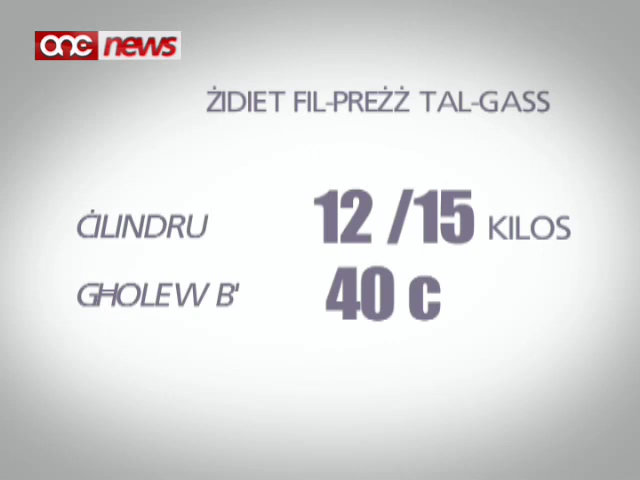 one news
ŻIDIET FIL-PREŻŻ TAL-GASS
ĊILINDRU 12 /15 KILOS
GĦOLEW B' 40 c